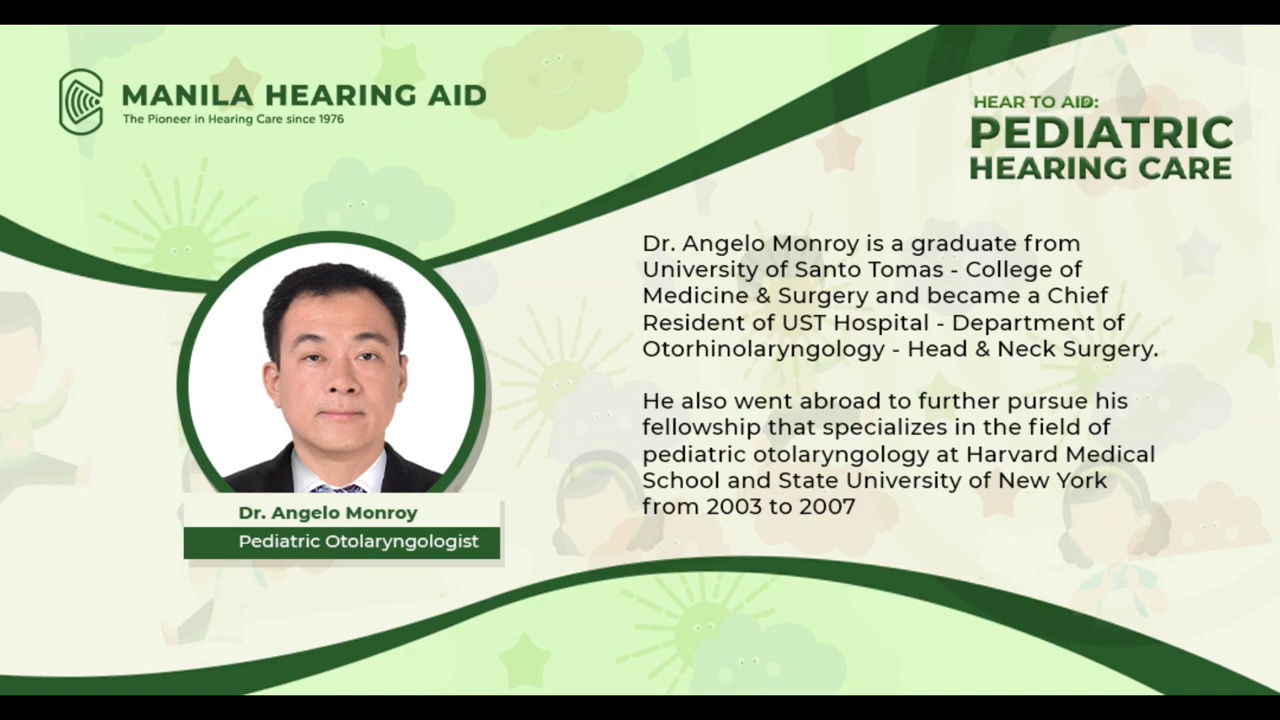 MANILA HEARING AID
The Pioneer in Hearing Care since 1976
HEAR TO AID:
PEDIATRIC
HEARING CARE
Dr. Angelo Monroy is a graduate from
University of Santo Tomas - College of
Medicine & Surgery and became a Chief
Resident of UST Hospital - Department of
Otorhinolaryngology - Head & Neck Surgery.
He also went abroad to further pursue his
fellowship that specializes in the field of
pediatric otolaryngology at Harvard Medical
School and State University of New York
from 2003 to 2007
Dr. Angelo Monroy
Pediatric Otolaryngologist